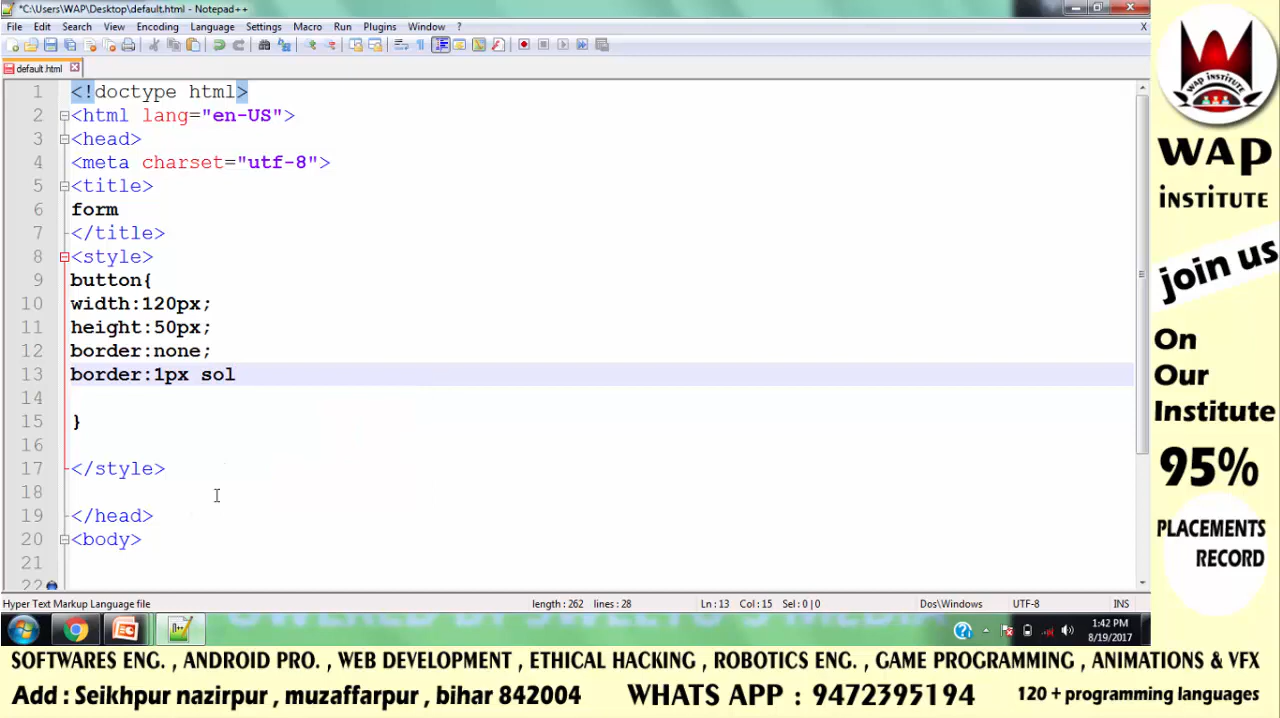 *C:\Users\WAP\Desktop\default.html - Notepad++
File Edit Search View Encoding Language Settings Macro Run Plugins Window ? X
default.html
1 <!doctype html>
2 <html lang="en-US">
3 <head>
4 <meta charset="utf-8">
5 <title>
6 form
7 </title>
8 <style>
9 button{
10 width:120px;
11 height:50px;
12 border:none;
13 border:1px sol
14
15 }
16
17 </style>
18
19 </head>
20 <body>
21
22
Hyper Text Markup Language file length : 262 lines : 28 Ln : 13 Col : 15 Sel : 0 | 0 Dos\Windows UTF-8 INS
1:42 PM
8/19/2017
wap institute
WAP
INSTITUTE
join us
On
Our
Institute
95%
PLACEMENTS
RECORD
SOFTWARES ENG. , ANDROID PRO. , WEB DEVELOPMENT , ETHICAL HACKING , ROBOTICS ENG. , GAME PROGRAMMING , ANIMATIONS & VFX
Add : Seikhpur nazirpur , muzaffarpur , bihar 842004 WHATS APP : 9472395194 120 + programming languages